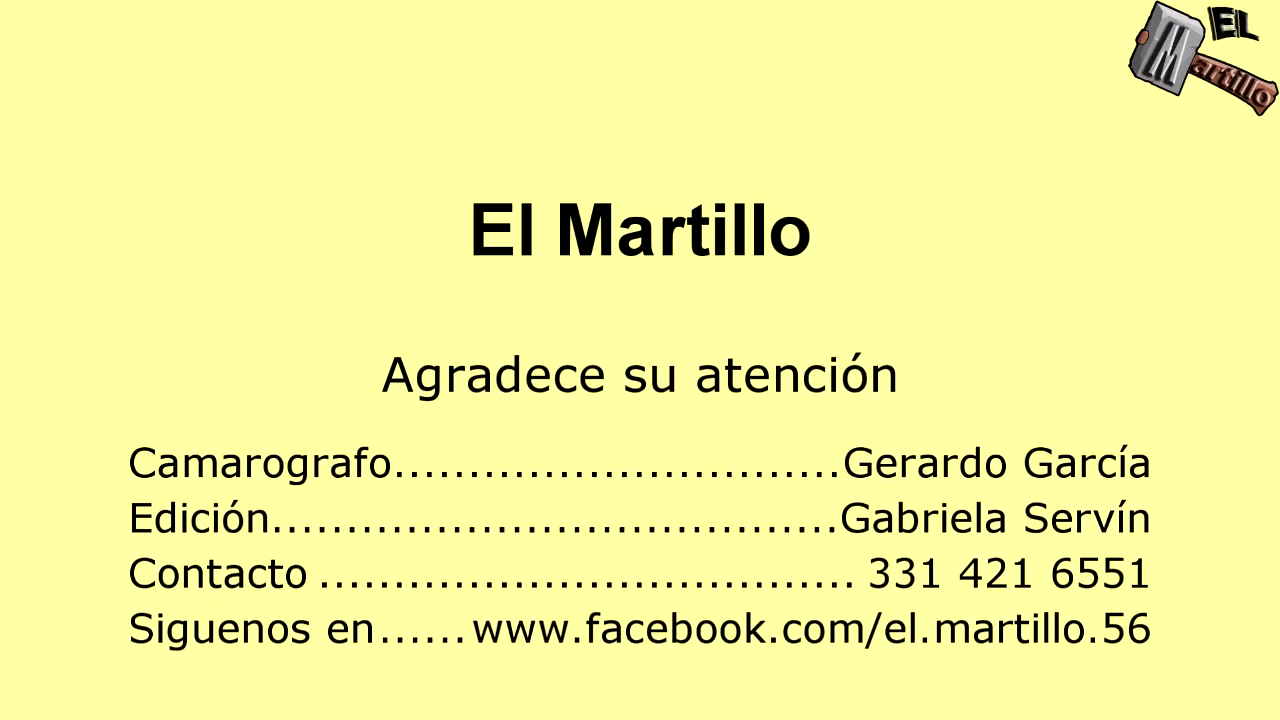 EL
Martillo
El Martillo
Agradece su atención
Camarografo..............................Gerardo García
Edición......................................Gabriela Servín
Contacto .................................... 331 421 6551
Siguenos en......www.facebook.com/el.martillo.56